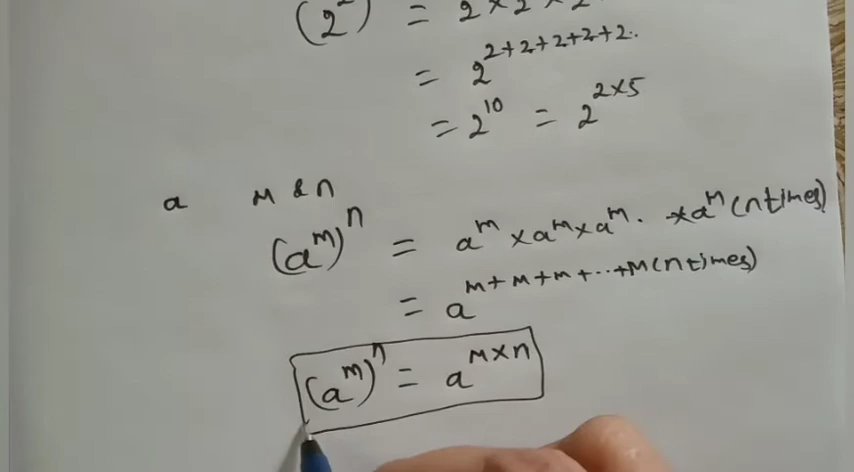 (2²) = 2 × 2 × 2
= 2^2+2+2+2+2..
= 2^10 = 2^2×5
a M & n
(a^m)^n = a^m × a^m × a^m . × a^m (n times)
= a^m+m+m+...+M(n times)
(a^m)^n = a^M×n